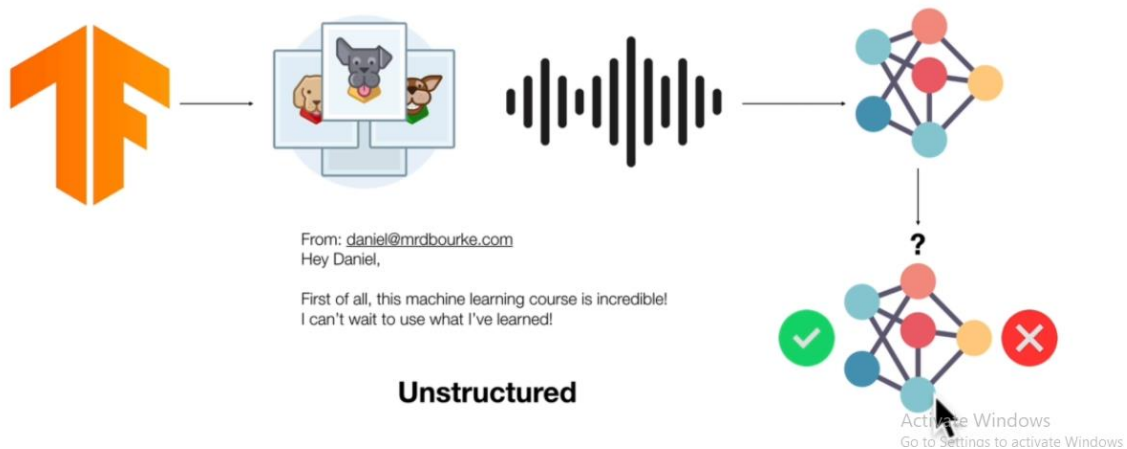 From: daniel@mrdbourke.com
Hey Daniel,
First of all, this machine learning course is incredible!
I can't wait to use what I've learned!
?
Unstructured
Activate Windows
Go to Settings to activate Windows